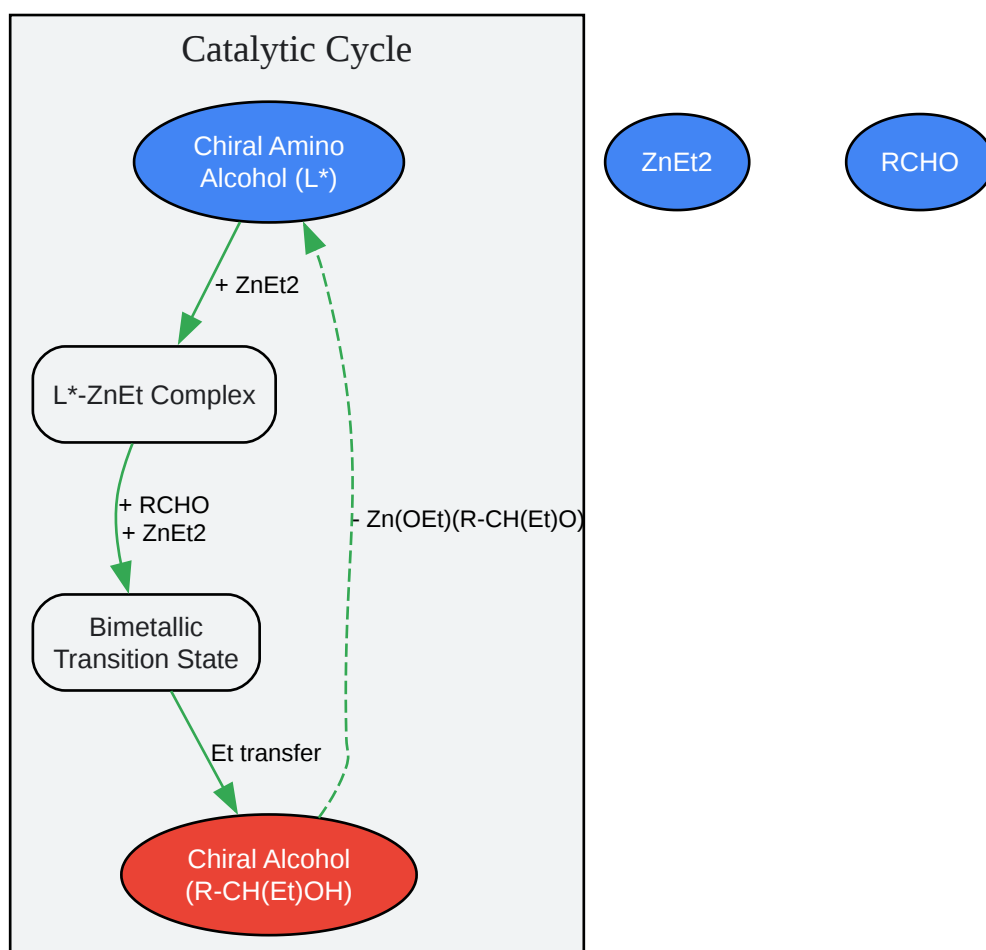 Catalytic Cycle
Chiral Amino
Alcohol (L*)
ZnEt2
RCHO
+ ZnEt2
L*-ZnEt Complex
+ RCHO
+ ZnEt2
- Zn(OEt)(R-CH(Et)O)
Bimetallic
Transition State
Et transfer
Chiral Alcohol
(R-CH(Et)OH)